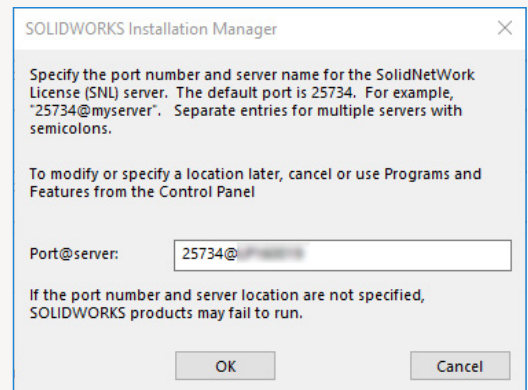 SOLIDWORKS Installation Manager
Specify the port number and server name for the SolidNetWork
License (SNL) server.  The default port is 25734.  For example,
"25734@myserver".   Separate entries for multiple servers with
semicolons.
To modify or specify a location later, cancel or use Programs and
Features from the Control Panel
Port@server: 25734@
If the port number and server location are not specified,
SOLIDWORKS products may fail to run.
OK Cancel